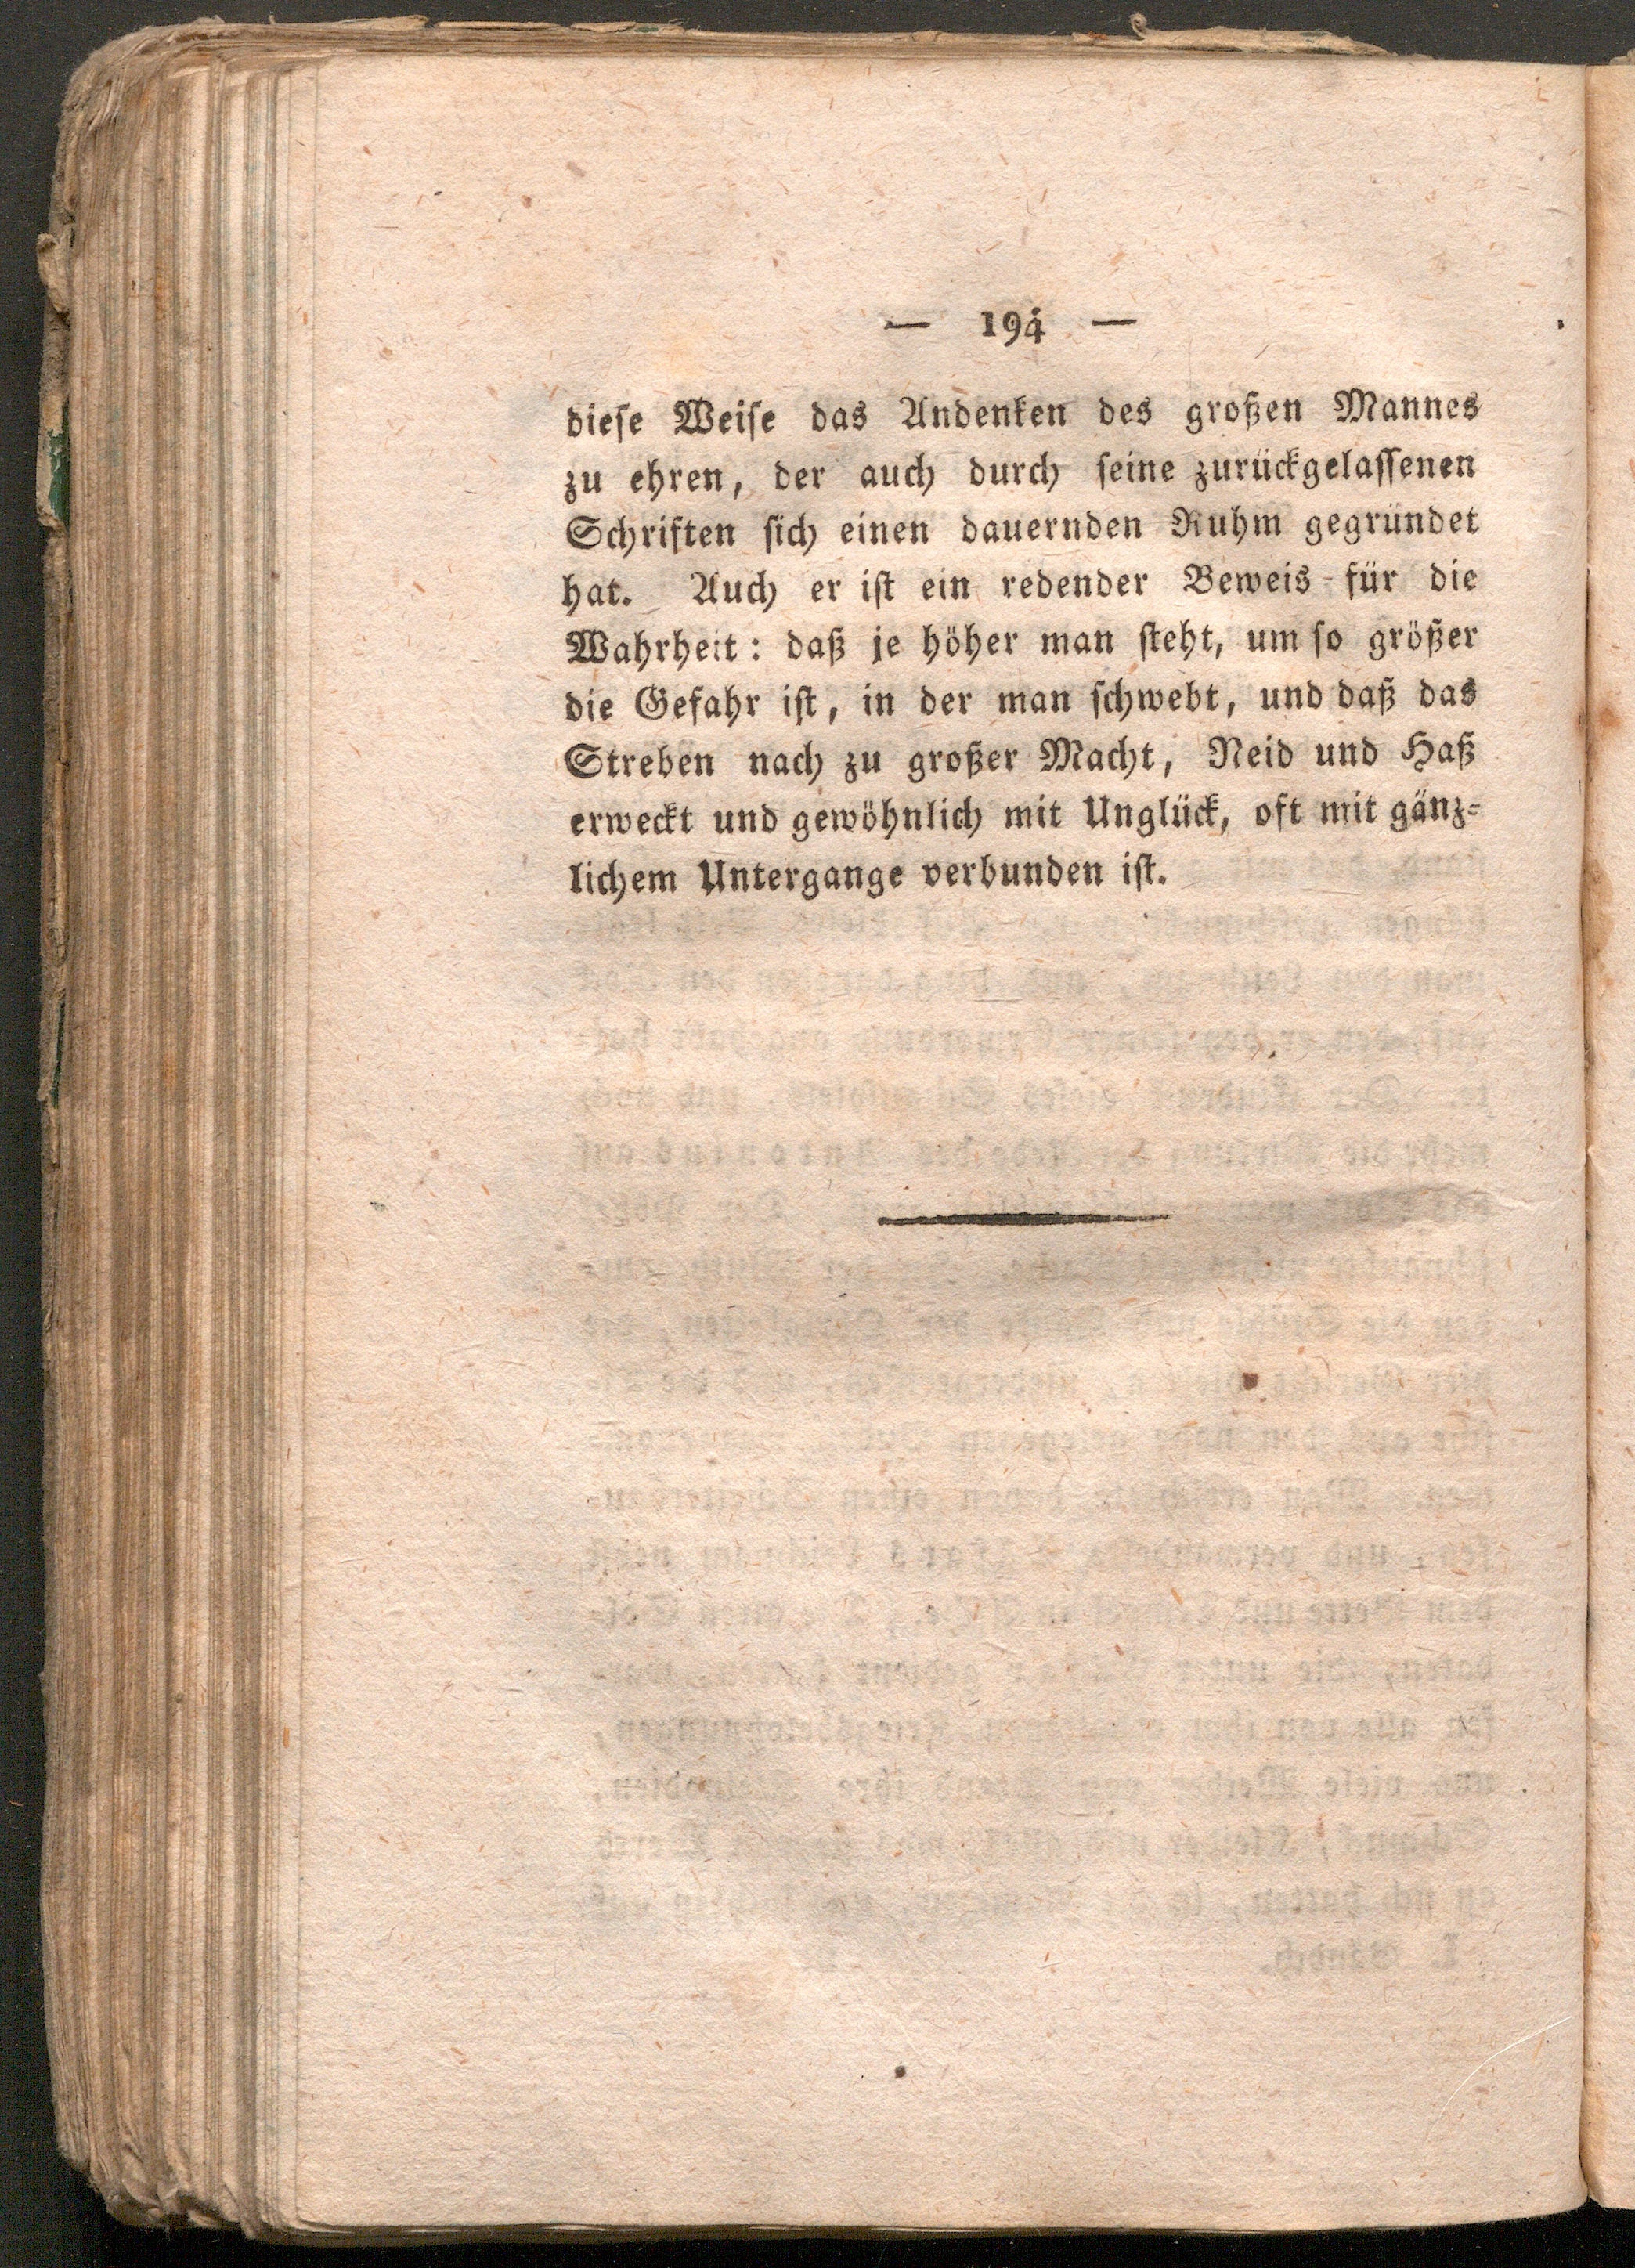 — 194 —
dieſe Weiſe das Andenken des großen Mannes
zu ehren, der auch durch ſeine zurückgelaſſenen
Schriften ſich einen dauernden Ruhm gegründet
hat. Auch er iſt ein redender Beweis für die
Wahrheit: daß je höher man ſteht, um ſo größer
die Gefahr iſt, in der man ſchwebt, und daß das
Streben nach zu großer Macht, Neid und Haß
erweckt und gewöhnlich mit Unglück, oft mit gänz-
lichem Untergange verbunden iſt.